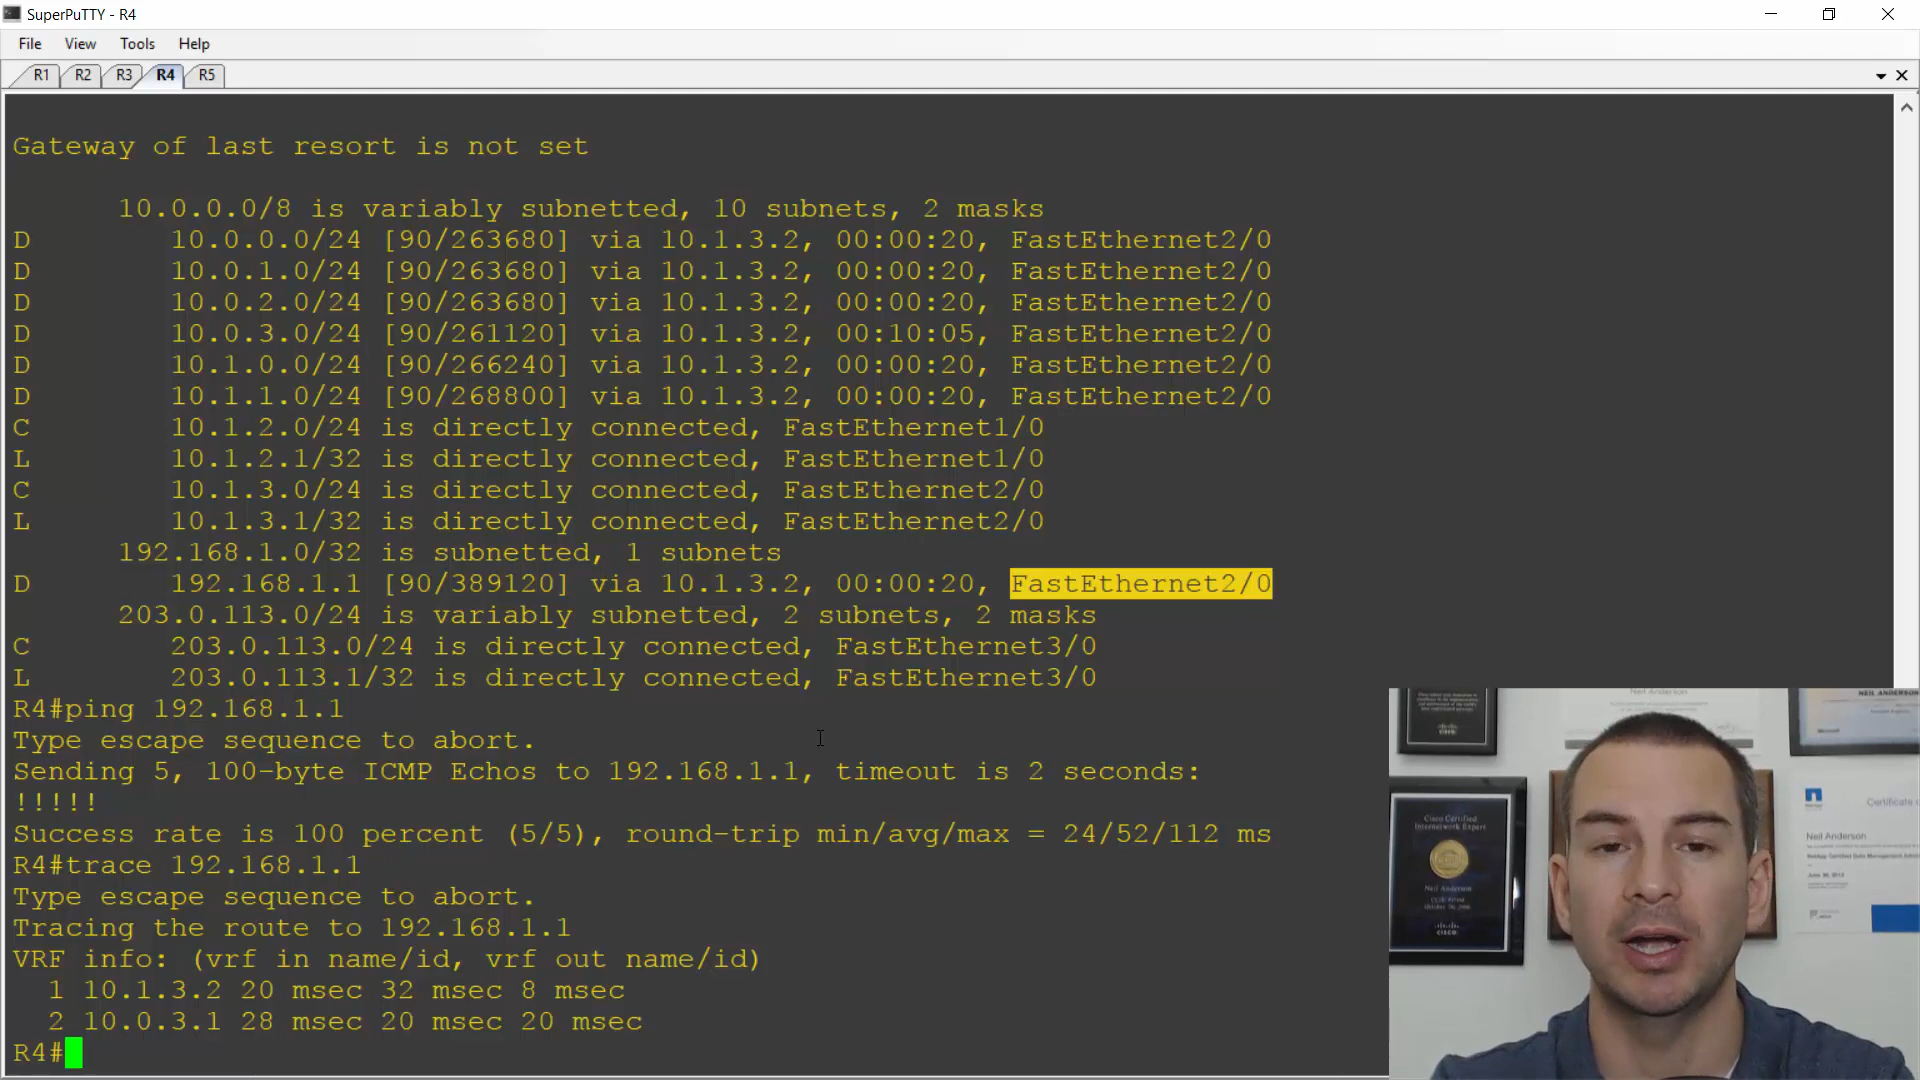 SuperPuTTY - R4
File View Tools Help
R1 R2 R3 R4 R5
Gateway of last resort is not set
10.0.0.0/8 is variably subnetted, 10 subnets, 2 masks
D 10.0.0.0/24 [90/263680] via 10.1.3.2, 00:00:20, FastEthernet2/0
D 10.0.1.0/24 [90/263680] via 10.1.3.2, 00:00:20, FastEthernet2/0
D 10.0.2.0/24 [90/263680] via 10.1.3.2, 00:00:20, FastEthernet2/0
D 10.0.3.0/24 [90/261120] via 10.1.3.2, 00:10:05, FastEthernet2/0
D 10.1.0.0/24 [90/266240] via 10.1.3.2, 00:00:20, FastEthernet2/0
D 10.1.1.0/24 [90/268800] via 10.1.3.2, 00:00:20, FastEthernet2/0
C 10.1.2.0/24 is directly connected, FastEthernet1/0
L 10.1.2.1/32 is directly connected, FastEthernet1/0
C 10.1.3.0/24 is directly connected, FastEthernet2/0
L 10.1.3.1/32 is directly connected, FastEthernet2/0
192.168.1.0/32 is subnetted, 1 subnets
D 192.168.1.1 [90/389120] via 10.1.3.2, 00:00:20, FastEthernet2/0
203.0.113.0/24 is variably subnetted, 2 subnets, 2 masks
C 203.0.113.0/24 is directly connected, FastEthernet3/0
L 203.0.113.1/32 is directly connected, FastEthernet3/0
R4#ping 192.168.1.1
Type escape sequence to abort.
Sending 5, 100-byte ICMP Echos to 192.168.1.1, timeout is 2 seconds:
!!!!!
Success rate is 100 percent (5/5), round-trip min/avg/max = 24/52/112 ms
R4#trace 192.168.1.1
Type escape sequence to abort.
Tracing the route to 192.168.1.1
VRF info: (vrf in name/id, vrf out name/id)
1 10.1.3.2 20 msec 32 msec 8 msec
2 10.0.3.1 28 msec 20 msec 20 msec
R4#
Neil Anderson
NEIL ANDERSON
Cisco Certified
Internetwork Expert
Neil Anderson
CISCO
Certificate
Neil Anderson